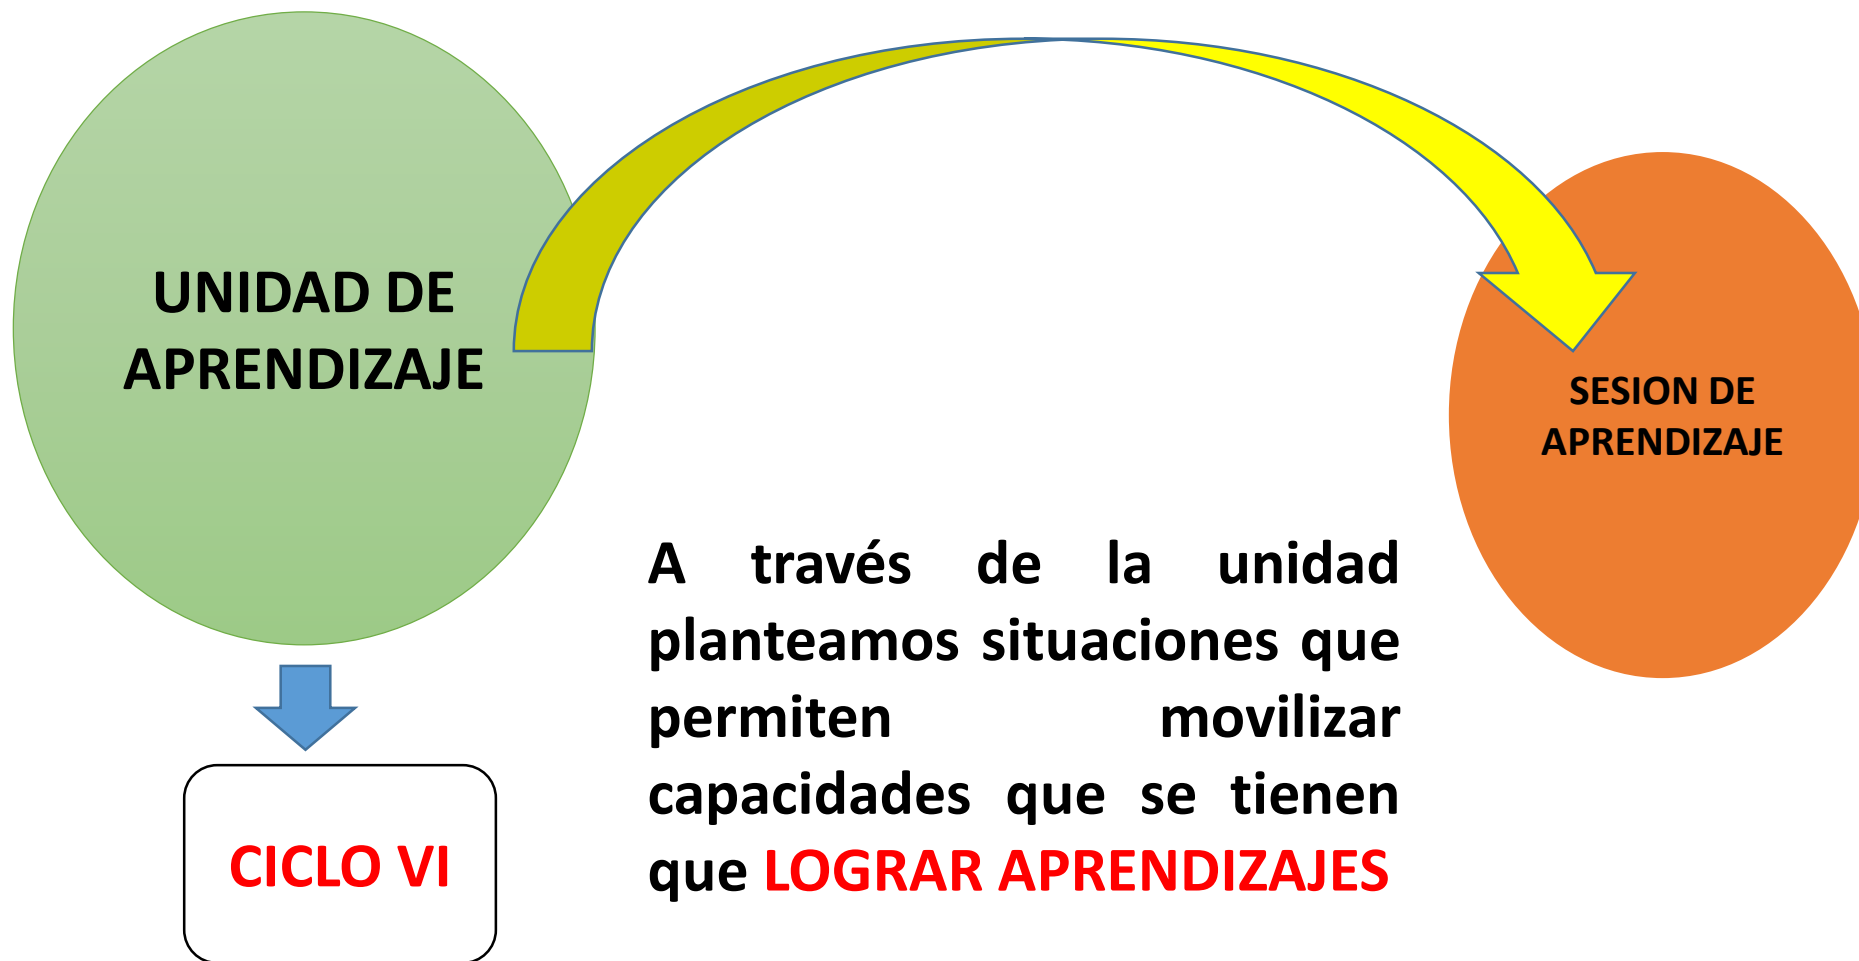 UNIDAD DE
APRENDIZAJE
SESION DE
APRENDIZAJE
A través de la unidad
planteamos situaciones que
permiten movilizar
capacidades que se tienen
que LOGRAR APRENDIZAJES
CICLO VI